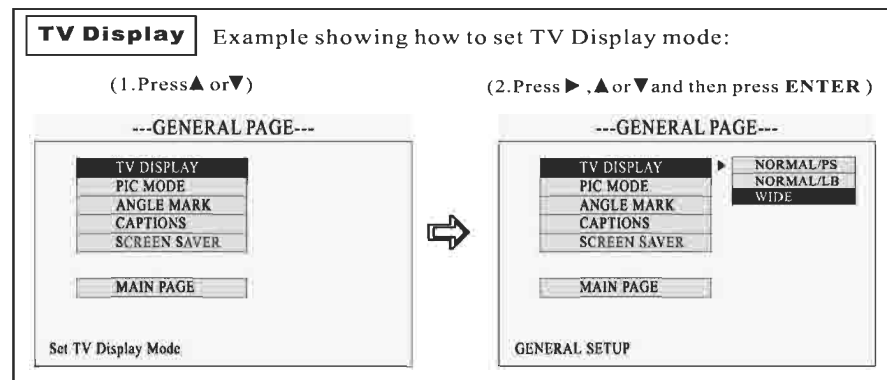 TV Display Example showing how to set TV Display mode:
(1.Press▲ or▼)
---GENERAL PAGE---
TV DISPLAY
PIC MODE
ANGLE MARK
CAPTIONS
SCREEN SAVER
MAIN PAGE
Set TV Display Mode
(2.Press ▶ ,▲or▼and then press ENTER )
---GENERAL PAGE---
TV DISPLAY ▶ NORMAL/PS
PIC MODE NORMAL/LB
ANGLE MARK WIDE
CAPTIONS
SCREEN SAVER
MAIN PAGE
GENERAL SETUP